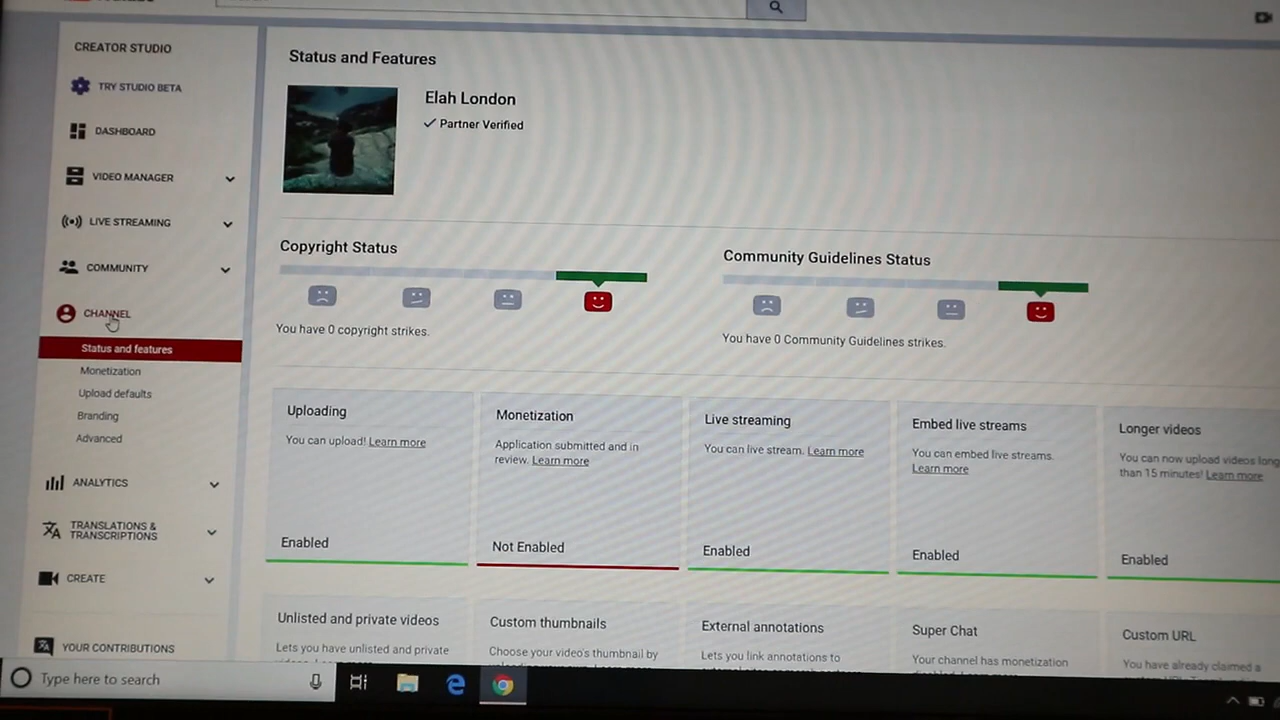 CREATOR STUDIO
TRY STUDIO BETA
DASHBOARD
VIDEO MANAGER
LIVE STREAMING
COMMUNITY
CHANNEL
Status and features
Monetization
Upload defaults
Branding
Advanced
ANALYTICS
TRANSLATIONS &
TRANSCRIPTIONS
CREATE
YOUR CONTRIBUTIONS
Status and Features
Elah London
Partner Verified
Copyright Status
You have 0 copyright strikes.
Community Guidelines Status
You have 0 Community Guidelines strikes.
Uploading
You can upload! Learn more
Enabled
Monetization
Application submitted and in
review. Learn more
Not Enabled
Live streaming
You can live stream. Learn more
Enabled
Embed live streams
You can embed live streams.
Learn more
Enabled
Longer videos
You can now upload videos long
than 15 minutes! Learn more
Enabled
Unlisted and private videos
Lets you have unlisted and private
Custom thumbnails
Choose your video's thumbnail by
External annotations
Lets you link annotations to
Super Chat
Your channel has monetization
Custom URL
You have already claimed a
Type here to search